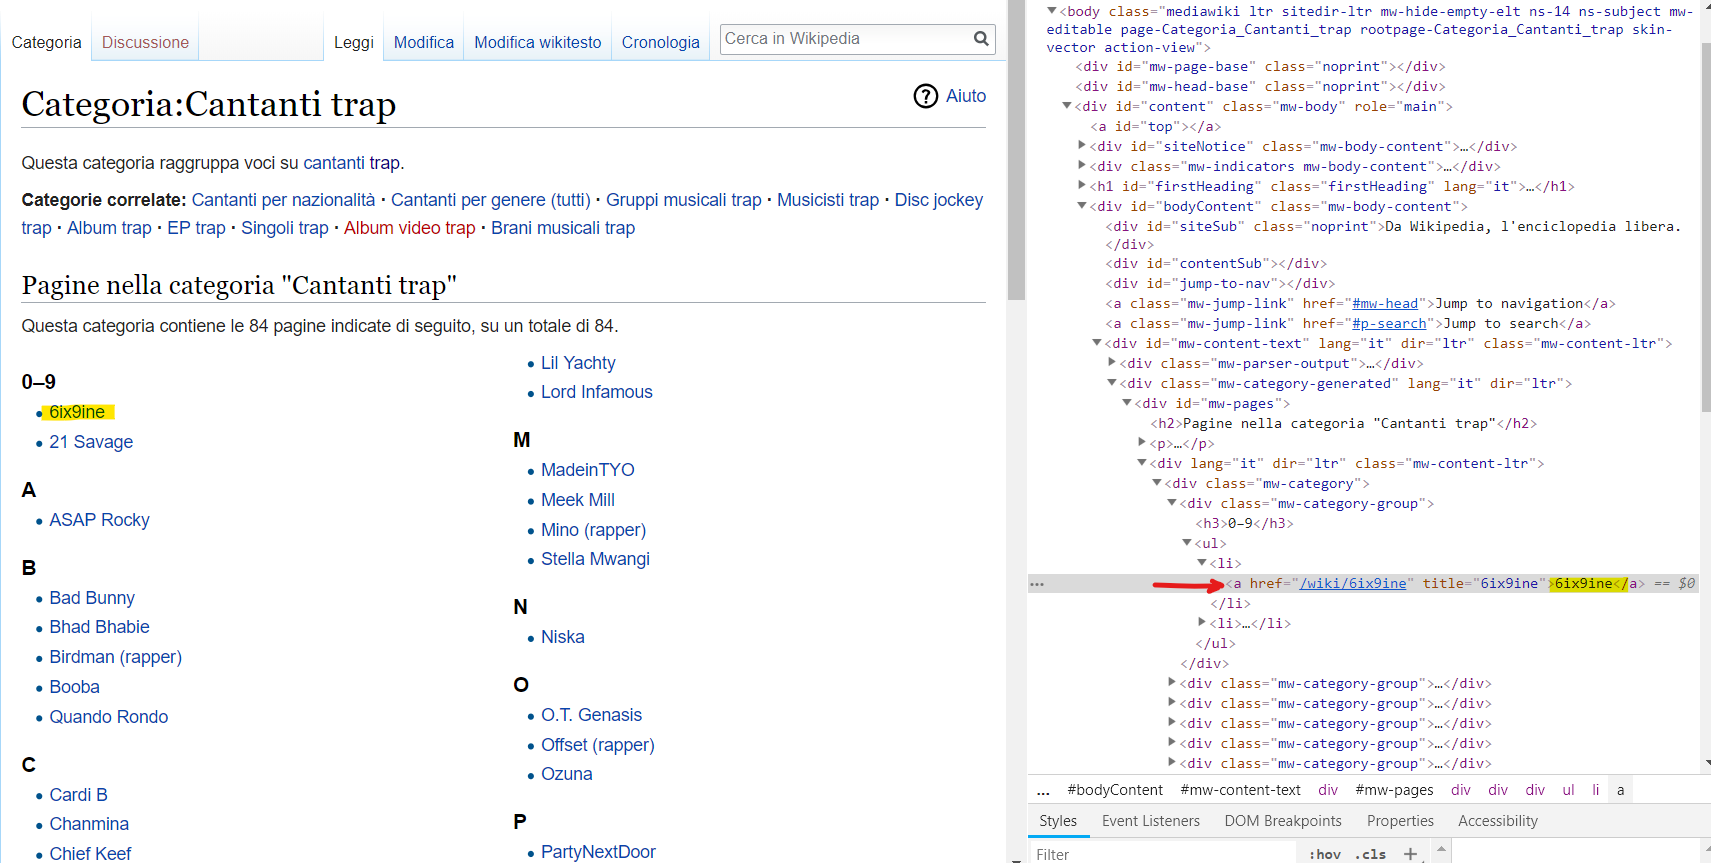 Categoria
Discussione
Leggi
Modifica
Modifica wikitesto
Cronologia
Cerca in Wikipedia
Categoria:Cantanti trap
Aiuto
Questa categoria raggruppa voci su cantanti trap.
Categorie correlate: Cantanti per nazionalità · Cantanti per genere (tutti) · Gruppi musicali trap · Musicisti trap · Disc jockey
trap · Album trap · EP trap · Singoli trap · Album video trap · Brani musicali trap
Pagine nella categoria "Cantanti trap"
Questa categoria contiene le 84 pagine indicate di seguito, su un totale di 84.
0–9
6ix9ine
21 Savage
A
ASAP Rocky
B
Bad Bunny
Bhad Bhabie
Birdman (rapper)
Booba
Quando Rondo
C
Cardi B
Chanmina
Chief Keef
Lil Yachty
Lord Infamous
M
MadeinTYO
Meek Mill
Mino (rapper)
Stella Mwangi
N
Niska
O
O.T. Genasis
Offset (rapper)
Ozuna
P
PartyNextDoor
<body class="mediawiki ltr sitedir-ltr mw-hide-empty-elt ns-14 ns-subject mw-
editable page-Categoria_Cantanti_trap rootpage-Categoria_Cantanti_trap skin-
vector action-view">
<div id="mw-page-base" class="noprint"></div>
<div id="mw-head-base" class="noprint"></div>
<div id="content" class="mw-body" role="main">
<a id="top"></a>
<div id="siteNotice" class="mw-body-content">…</div>
<div class="mw-indicators mw-body-content">…</div>
<h1 id="firstHeading" class="firstHeading" lang="it">…</h1>
<div id="bodyContent" class="mw-body-content">
<div id="siteSub" class="noprint">Da Wikipedia, l'enciclopedia libera.
</div>
<div id="contentSub"></div>
<div id="jump-to-nav"></div>
<a class="mw-jump-link" href="#mw-head">Jump to navigation</a>
<a class="mw-jump-link" href="#p-search">Jump to search</a>
<div id="mw-content-text" lang="it" dir="ltr" class="mw-content-ltr">
<div class="mw-parser-output">…</div>
<div class="mw-category-generated" lang="it" dir="ltr">
<div id="mw-pages">
<h2>Pagine nella categoria "Cantanti trap"</h2>
<p>…</p>
<div lang="it" dir="ltr" class="mw-content-ltr">
<div class="mw-category">
<div class="mw-category-group">
<h3>0–9</h3>
<ul>
<li>
… <a href="/wiki/6ix9ine" title="6ix9ine">6ix9ine</a> == $0
</li>
<li>…</li>
</ul>
</div>
<div class="mw-category-group">…</div>
<div class="mw-category-group">…</div>
<div class="mw-category-group">…</div>
<div class="mw-category-group">…</div>
<div class="mw-category-group">…</div>
… #bodyContent #mw-content-text div #mw-pages div div div ul li a
Styles Event Listeners DOM Breakpoints Properties Accessibility
Filter :hov .cls +